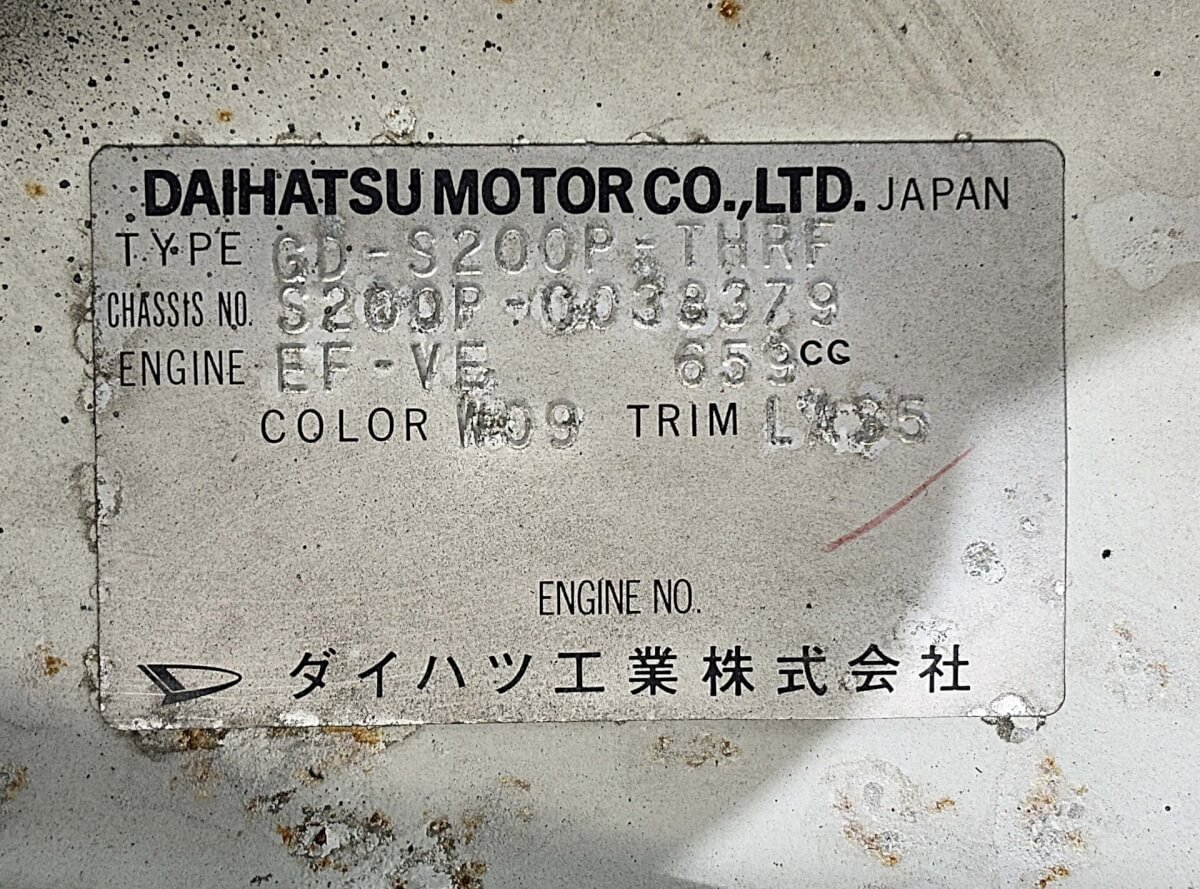 DAIHATSU MOTOR CO.,LTD. JAPAN
TYPE GD-S200P-THRF
CHASSIS NO. S200P-0038379
ENGINE EF-VE 659CC
COLOR W09 TRIM
ENGINE NO.
ダイハツ工業株式会社